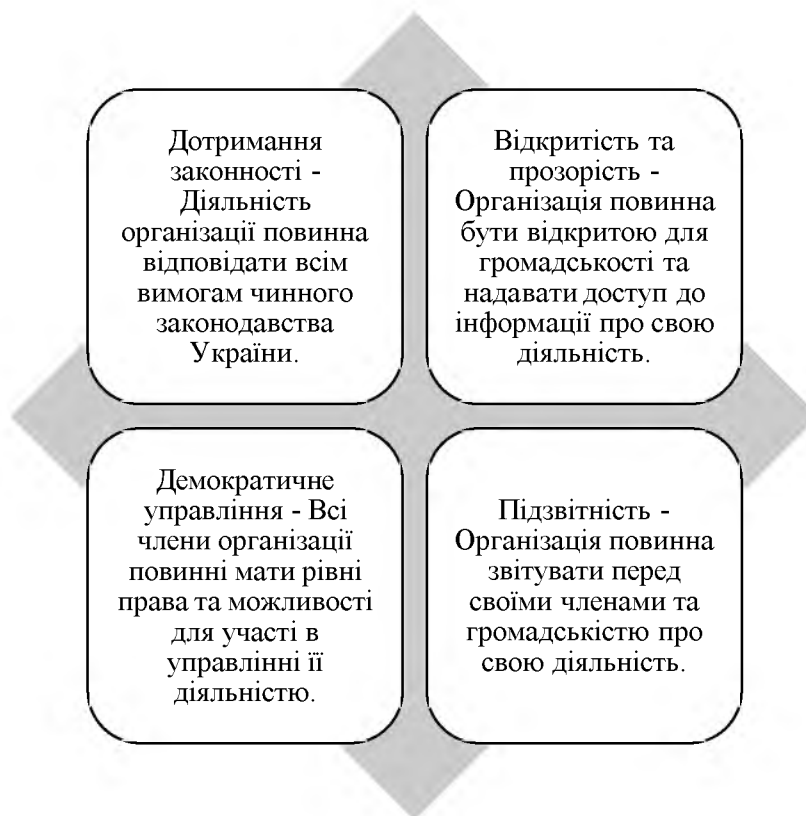 Дотримання
законності -
Діяльність
організації повинна
відповідати всім
вимогам чинного
законодавства
України.
Відкритість та
прозорість -
Організація повинна
бути відкритою для
громадськості та
надавати доступ до
інформації про свою
діяльність.
Демократичне
управління - Всі
члени організації
повинні мати рівні
права та можливості
для участі в
управлінні її
діяльністю.
Підзвітність -
Організація повинна
звітувати перед
своїми членами та
громадськістю про
свою діяльність.